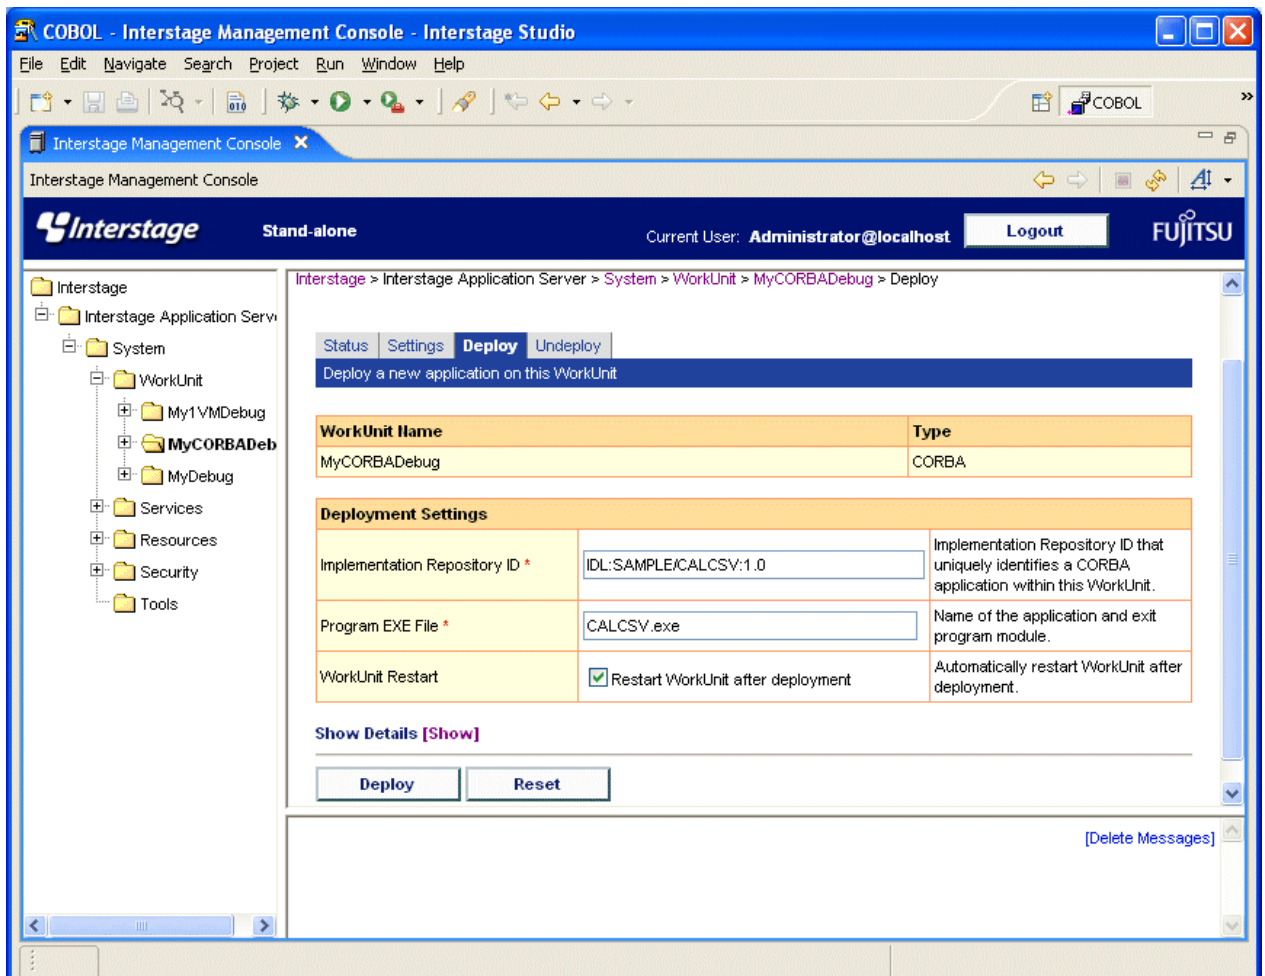 COBOL - Interstage Management Console - Interstage Studio
File Edit Navigate Search Project Run Window Help
010
COBOL
Interstage Management Console
Interstage Management Console
Interstage
Stand-alone
Current User: Administrator@localhost
Logout
FUJITSU
Interstage
Interstage Application Serv
System
WorkUnit
My1VMDebug
MyCORBADeb
MyDebug
Services
Resources
Security
Tools
Interstage > Interstage Application Server > System > WorkUnit > MyCORBADebug > Deploy
Status Settings Deploy Undeploy
Deploy a new application on this WorkUnit
WorkUnit Name Type
MyCORBADebug CORBA
Deployment Settings
Implementation Repository ID * IDL:SAMPLE/CALCSV:1.0
Implementation Repository ID that
uniquely identifies a CORBA
application within this WorkUnit.
Program EXE File * CALCSV.exe
Name of the application and exit
program module.
WorkUnit Restart Restart WorkUnit after deployment
Automatically restart WorkUnit after
deployment.
Show Details [Show]
Deploy Reset
[Delete Messages]